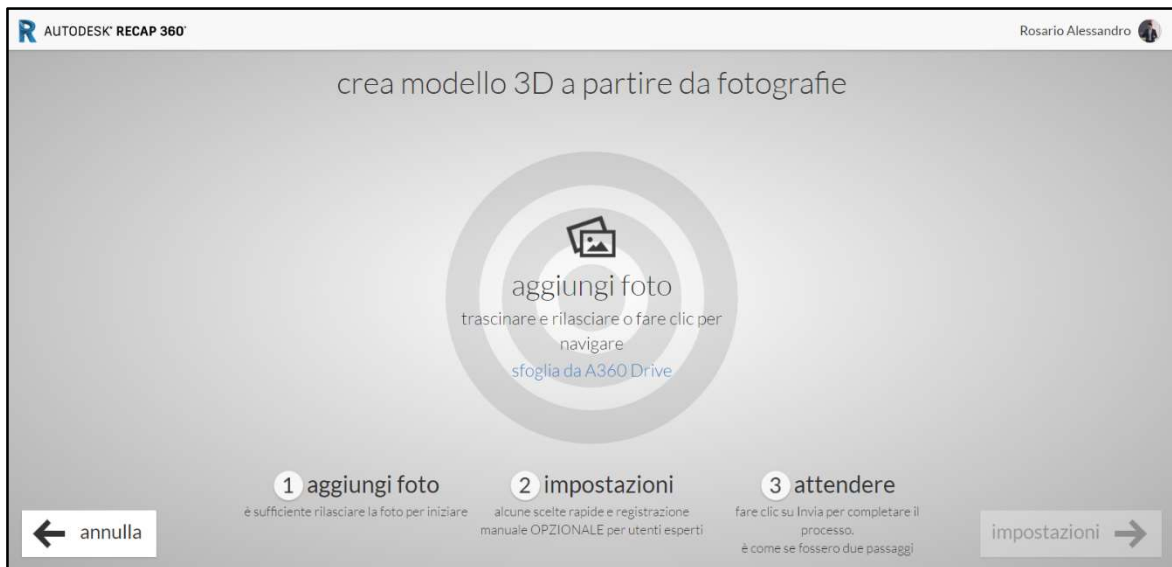 AUTODESK® RECAP 360®
Rosario Alessandro
crea modello 3D a partire da fotografie
aggiungi foto
trascinare e rilasciare o fare clic per
navigare
sfoglia da A360 Drive
1 aggiungi foto
è sufficiente rilasciare la foto per iniziare
2 impostazioni
alcune scelte rapide e registrazione
manuale OPZIONALE per utenti esperti
3 attendere
fare clic su Invia per completare il
processo.
è come se fossero due passaggi
annulla
impostazioni